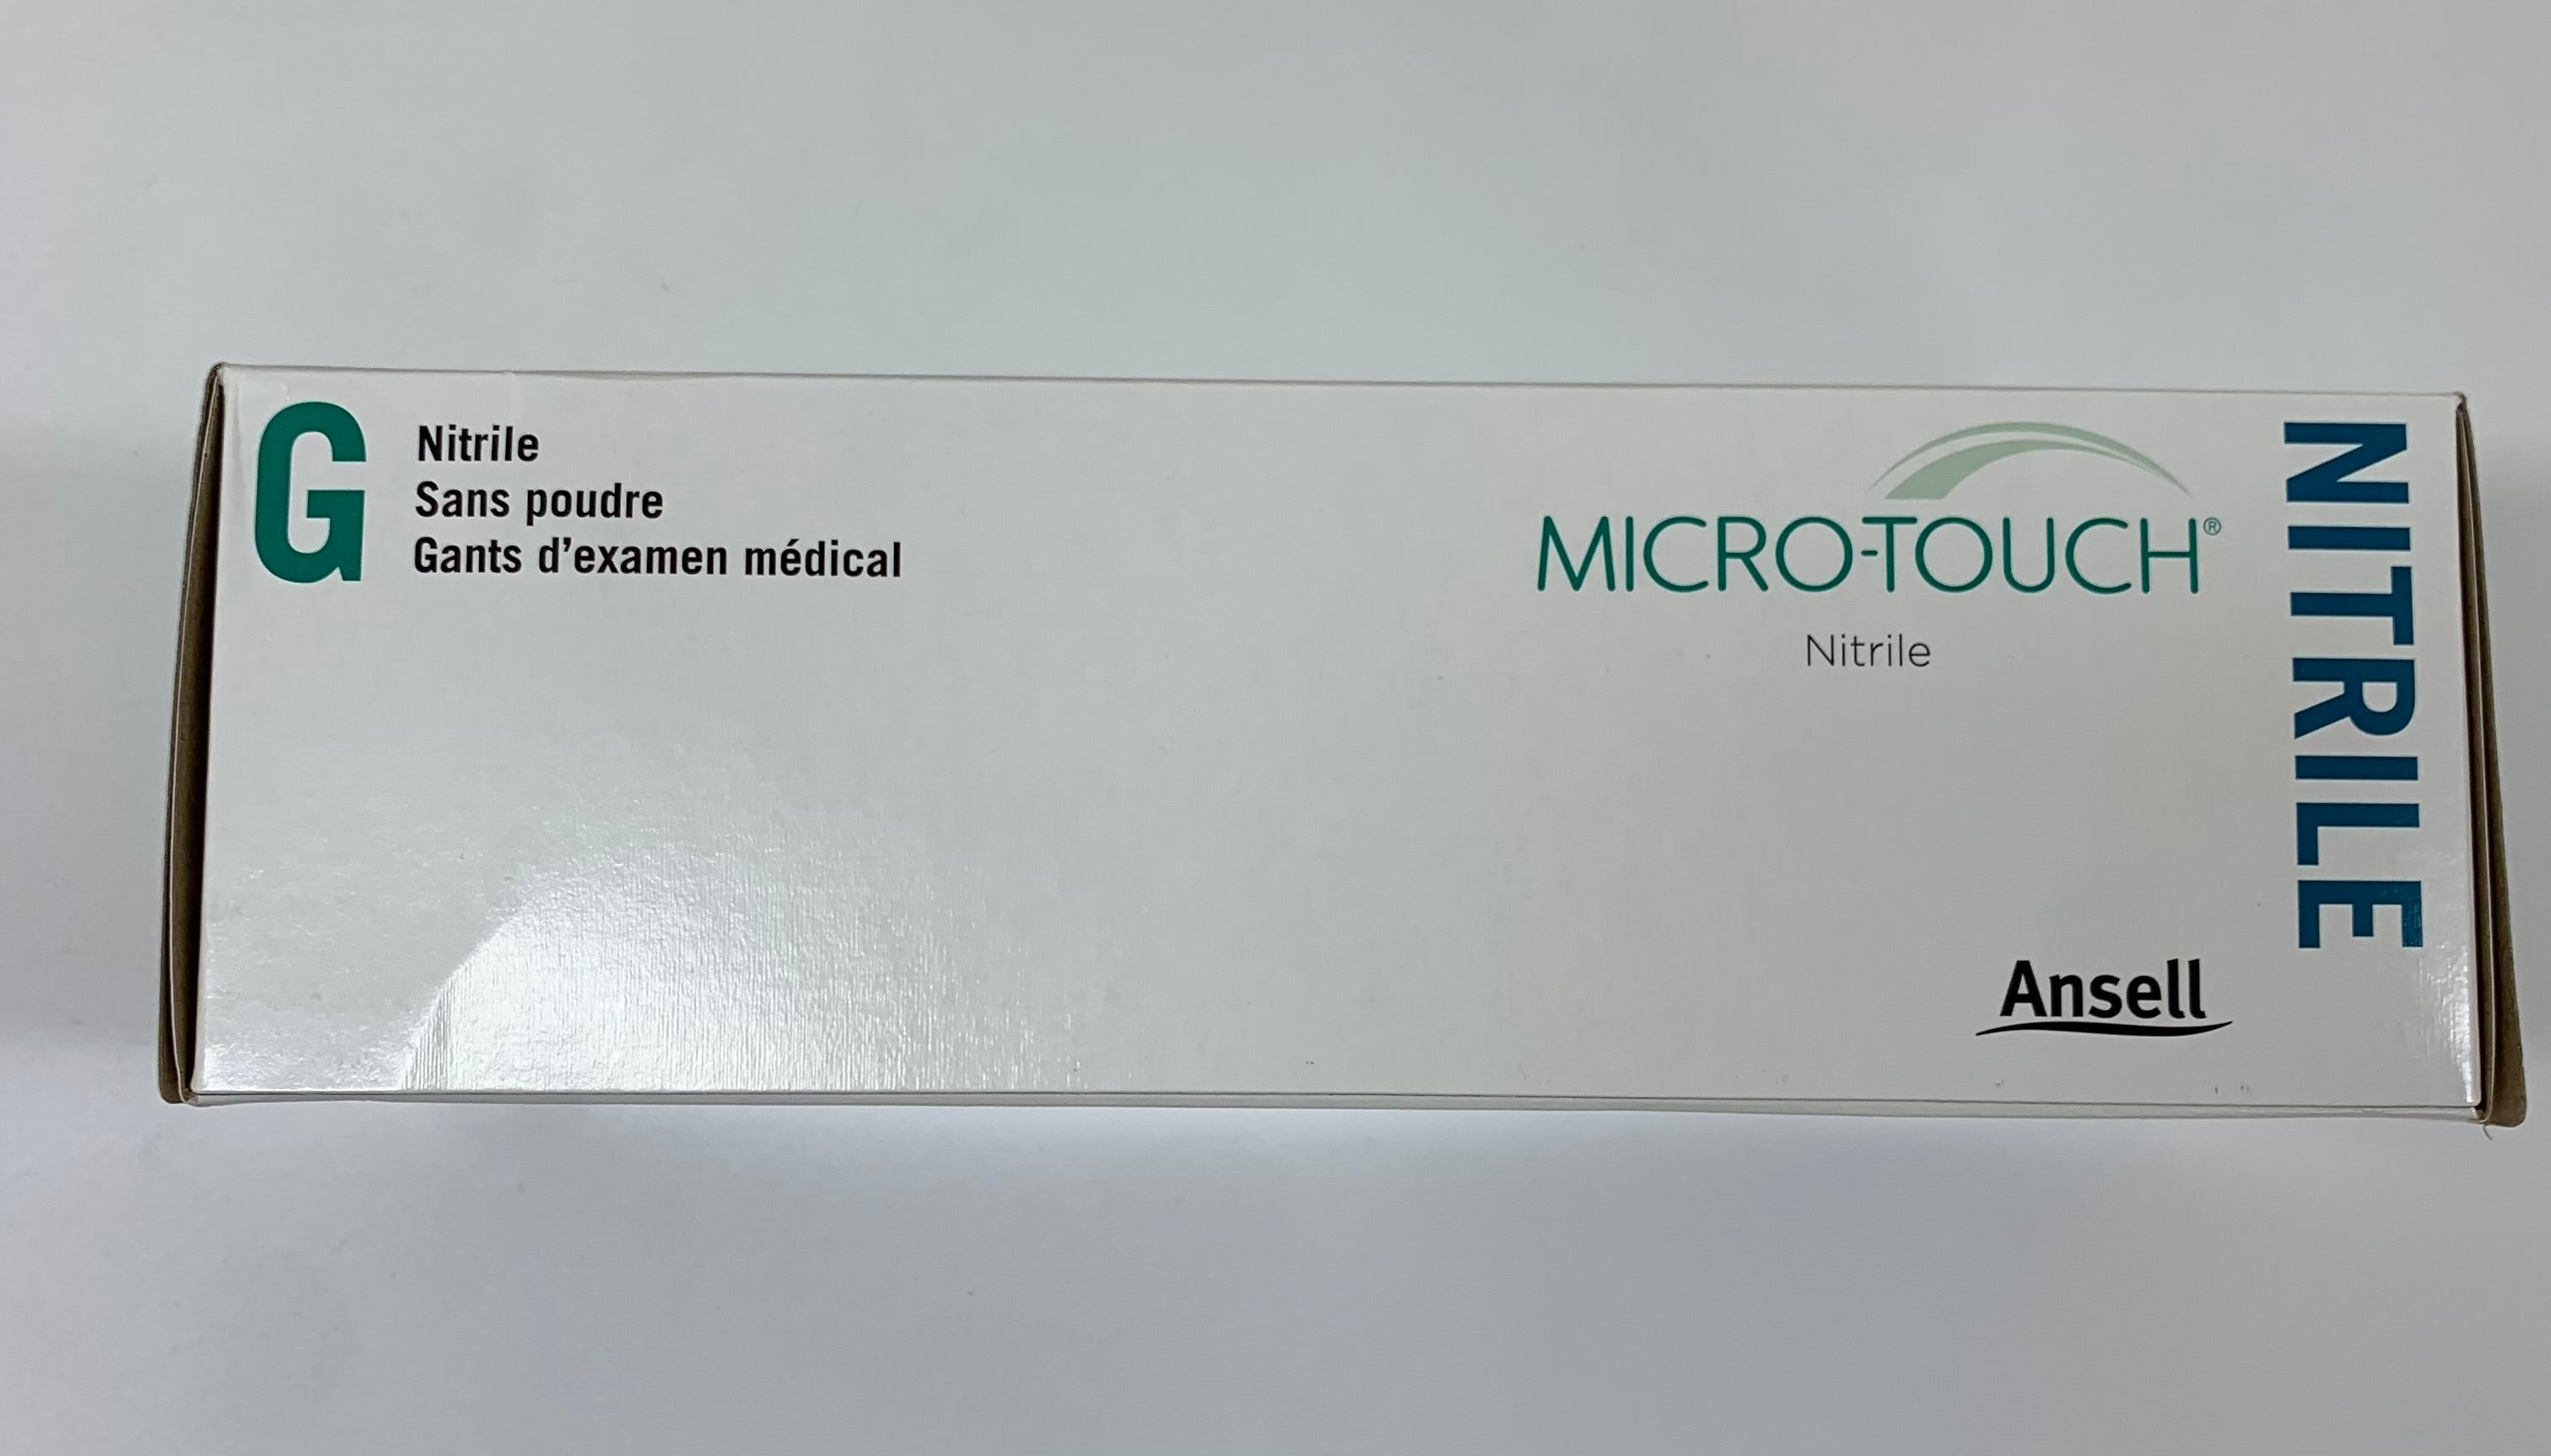 G
Nitrile
Sans poudre
Gants d’examen médical
MICRO-TOUCH®
Nitrile
NITRILE
Ansell